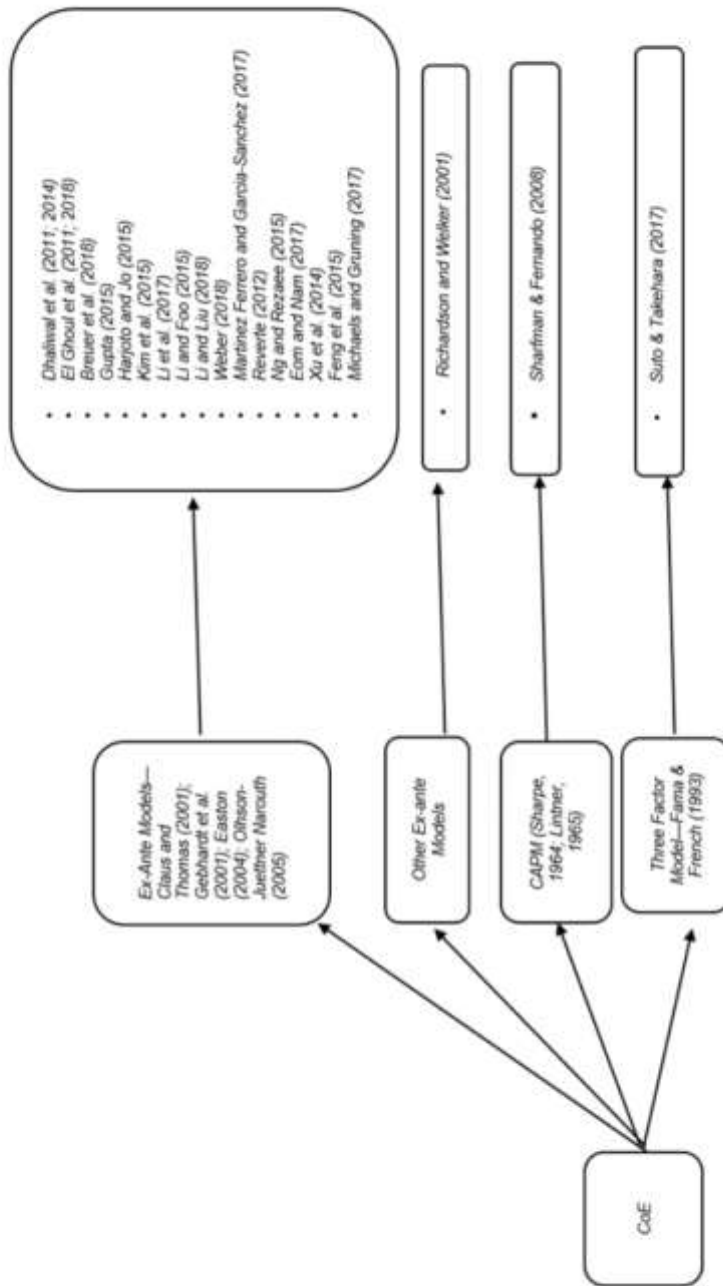 CoE
Ex-Ante Models—
Claus and
Thomas (2001);
Gebhardt et al.
(2001); Easton
(2004); Olhson-
Juettner Narouth
(2005)
Other Ex-ante
Models
CAPM (Sharpe,
1964; Lintner,
1965)
Three Factor
Model—Fama &
French (1993)
• Dhaliwal et al. (2011; 2014)
• El Ghoul et al. (2011; 2018)
• Breuer et al. (2018)
• Gupta (2015)
• Harjoto and Jo (2015)
• Kim et al. (2015)
• Li et al. (2017)
• Li and Foo (2015)
• Li and Liu (2018)
• Weber (2018)
• Martinez Ferrero and Garcia-Sanchez (2017)
• Reverte (2012)
• Ng and Rezaee (2015)
• Eom and Nam (2017)
• Xu et al. (2014)
• Feng et al. (2015)
• Michaels and Gruning (2017)
• Richardson and Welker (2001)
• Sharfman & Fernando (2008)
• Suto & Takehara (2017)